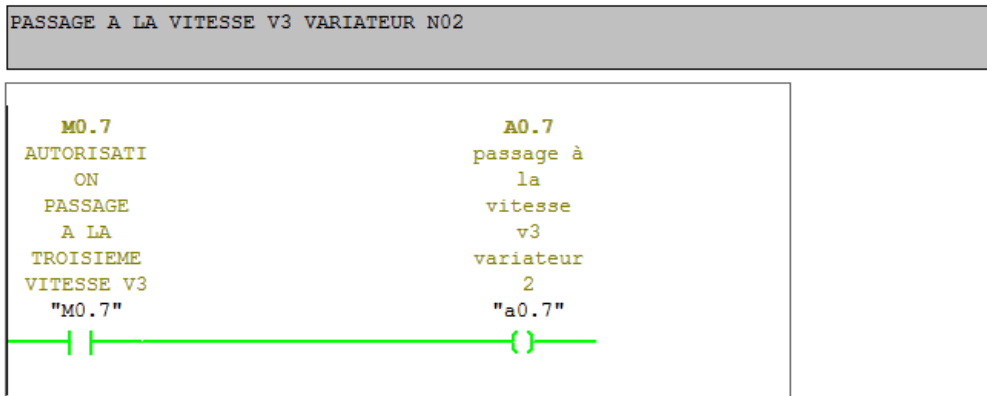 PASSAGE A LA VITESSE V3 VARIATEUR N02
M0.7
AUTORISATI
ON
PASSAGE
A LA
TROISIEME
VITESSE V3
"M0.7"
A0.7
passage à
la
vitesse
v3
variateur
2
"a0.7"